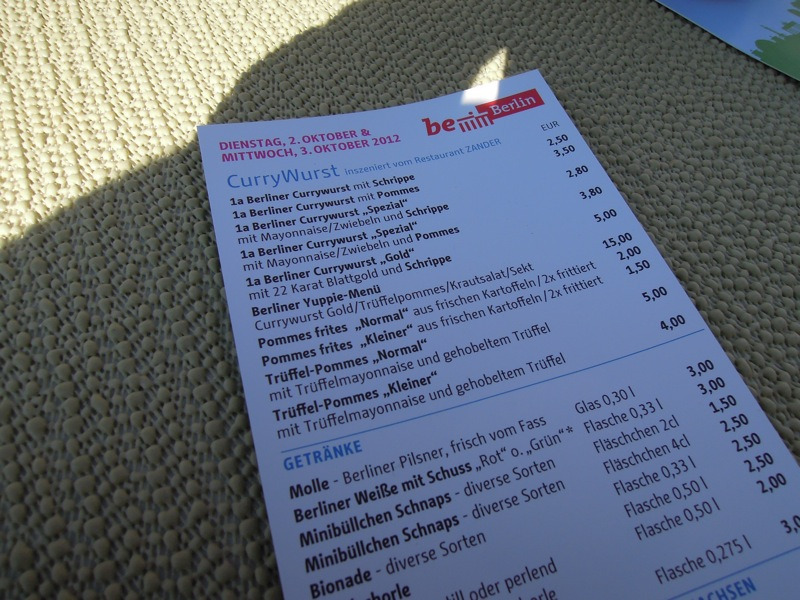 DIENSTAG, 2. OKTOBER &
MITTWOCH, 3. OKTOBER 2012
be Berlin
EUR
CurryWurst inszeniert vom Restaurant ZANDER
1a Berliner Currywurst mit Schrippe 2,50
1a Berliner Currywurst mit Pommes 3,50
1a Berliner Currywurst „Spezial“
mit Mayonnaise/Zwiebeln und Schrippe 2,80
1a Berliner Currywurst „Spezial“
mit Mayonnaise/Zwiebeln und Pommes 3,80
1a Berliner Currywurst „Gold“
mit 22 Karat Blattgold und Schrippe 5,00
Berliner Yuppie-Menü
Currywurst Gold/Trüffelpommes/Krautsalat/Sekt 15,00
Pommes frites „Normal“ aus frischen Kartoffeln/2x frittiert 2,00
Pommes frites „Kleiner“ aus frischen Kartoffeln/2x frittiert 1,50
Trüffel-Pommes „Normal“
mit Trüffelmayonnaise und gehobeltem Trüffel 5,00
Trüffel-Pommes „Kleiner“
mit Trüffelmayonnaise und gehobeltem Trüffel 4,00
GETRÄNKE
Molle - Berliner Pilsner, frisch vom Fass Glas 0,30 l 3,00
Berliner Weiße mit Schuss „Rot“ o. „Grün“* Flasche 0,33 l 3,00
Minibüllchen Schnaps - diverse Sorten Fläschchen 2cl 1,50
Minibüllchen Schnaps - diverse Sorten Fläschchen 4cl 2,50
Bionade - diverse Sorten Flasche 0,33 l 2,50
Flasche 0,50 l 2,50
still oder perlend Flasche 0,50 l 2,00
Flasche 0,275 l 3,0